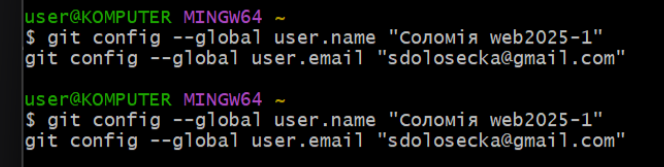 user@KOMPUTER MINGW64 ~
$ git config --global user.name "Соломія web2025-1"
git config --global user.email "sdolosecka@gmail.com"
user@KOMPUTER MINGW64 ~
$ git config --global user.name "Соломія web2025-1"
git config --global user.email "sdolosecka@gmail.com"